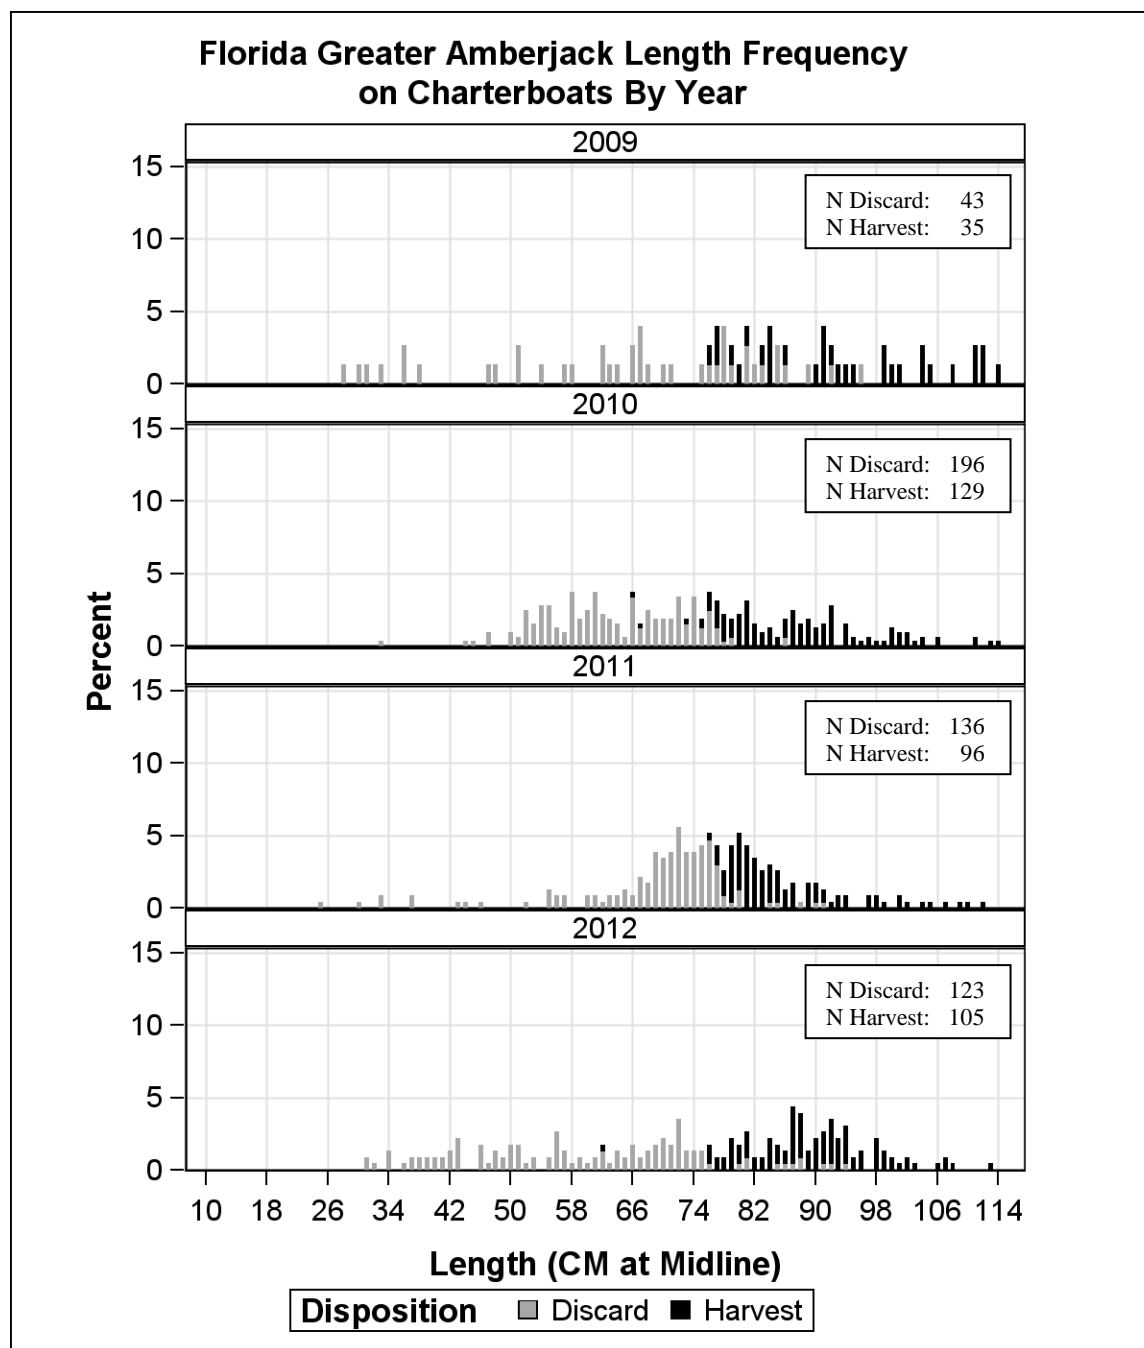 Florida Greater Amberjack Length Frequency
on Charterboats By Year
2009
15
10
5
0
N Discard: 43
N Harvest: 35
2010
15
10
5
0
N Discard: 196
N Harvest: 129
2011
15
10
5
0
N Discard: 136
N Harvest: 96
2012
15
10
5
0
N Discard: 123
N Harvest: 105
Percent
10 18 26 34 42 50 58 66 74 82 90 98 106 114
Length (CM at Midline)
Disposition Discard Harvest